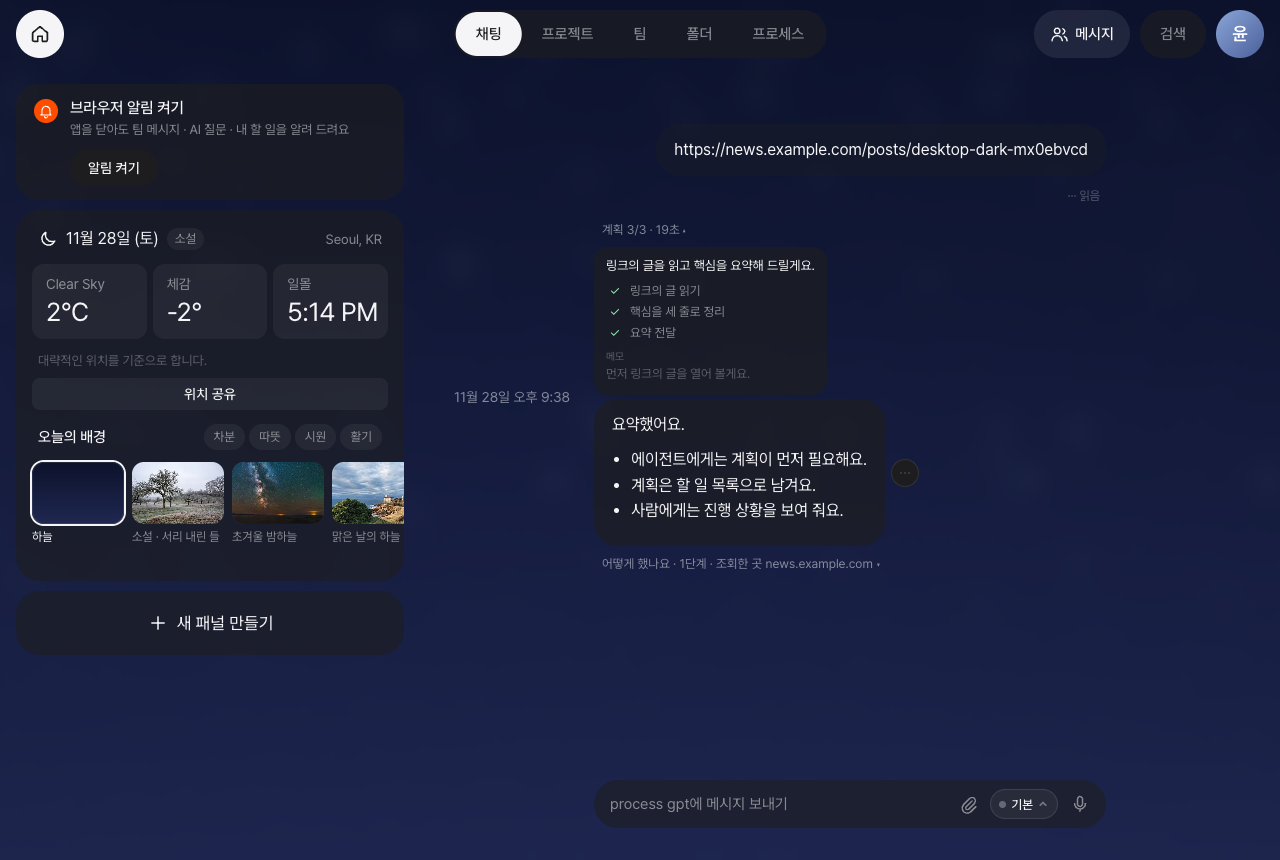 채팅
프로젝트
팀
폴더
프로세스
메시지
검색
윤
브라우저 알림 켜기
앱을 닫아도 팀 메시지 · AI 질문 · 내 할 일을 알려 드려요
알림 켜기
11월 28일 (토)
소설
Seoul, KR
Clear Sky
2°C
체감
-2°
일몰
5:14 PM
대략적인 위치를 기준으로 합니다.
위치 공유
오늘의 배경
차분
따뜻
시원
활기
하늘
소설 · 서리 내린 들
초겨울 밤하늘
맑은 날의 하늘
새 패널 만들기
https://news.example.com/posts/desktop-dark-mx0ebvcd
··· 읽음
계획 3/3 · 19초
링크의 글을 읽고 핵심을 요약해 드릴게요.
링크의 글 읽기
핵심을 세 줄로 정리
요약 전달
메모
먼저 링크의 글을 열어 볼게요.
11월 28일 오후 9:38
요약했어요.
• 에이전트에게는 계획이 먼저 필요해요.
• 계획은 할 일 목록으로 남겨요.
• 사람에게는 진행 상황을 보여 줘요.
어떻게 했나요 · 1단계 · 조회한 곳 news.example.com
process gpt에 메시지 보내기
기본